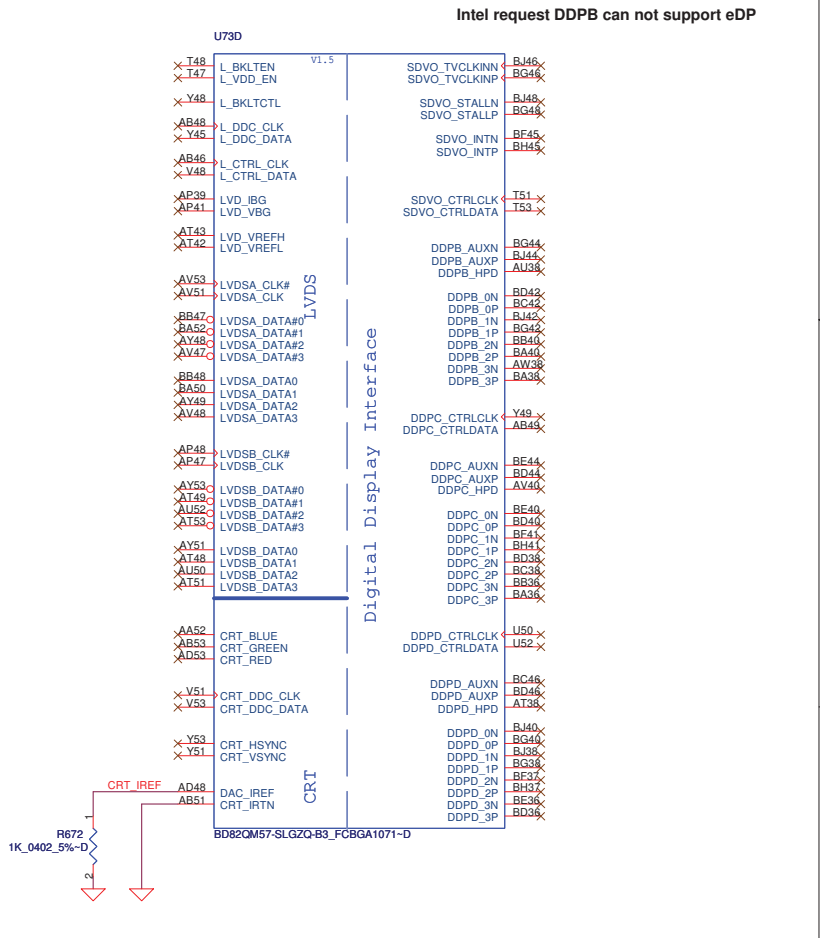 Intel request DDPB can not support eDP
U73D
V1.5
T48 L_BKLTEN
T47 L_VDD_EN
Y48 L_BKLTCTL
AB48 L_DDC_CLK
Y45 L_DDC_DATA
AB46 L_CTRL_CLK
V48 L_CTRL_DATA
AP39 LVD_IBG
AP41 LVD_VBG
AT43 LVD_VREFH
AT42 LVD_VREFL
AV53 LVDSA_CLK#
AV51 LVDSA_CLK
BB47 LVDSA_DATA#0
BA52 LVDSA_DATA#1
AY48 LVDSA_DATA#2
AV47 LVDSA_DATA#3
BB48 LVDSA_DATA0
BA50 LVDSA_DATA1
AY49 LVDSA_DATA2
AV48 LVDSA_DATA3
AP48 LVDSB_CLK#
AP47 LVDSB_CLK
AY53 LVDSB_DATA#0
AT49 LVDSB_DATA#1
AU52 LVDSB_DATA#2
AT53 LVDSB_DATA#3
AY51 LVDSB_DATA0
AT48 LVDSB_DATA1
AU50 LVDSB_DATA2
AT51 LVDSB_DATA3
AA52 CRT_BLUE
AB53 CRT_GREEN
AD53 CRT_RED
V51 CRT_DDC_CLK
V53 CRT_DDC_DATA
Y53 CRT_HSYNC
Y51 CRT_VSYNC
CRT_IREF AD48 DAC_IREF
AB51 CRT_IRTN
LVDS
CRT
Digital Display Interface
SDVO_TVCLKINN BJ46
SDVO_TVCLKINP BG46
SDVO_STALLN BJ48
SDVO_STALLP BG48
SDVO_INTN BF45
SDVO_INTP BH45
SDVO_CTRLCLK T51
SDVO_CTRLDATA T53
DDPB_AUXN BG44
DDPB_AUXP BJ44
DDPB_HPD AU38
DDPB_0N BD42
DDPB_0P BC42
DDPB_1N BJ42
DDPB_1P BG42
DDPB_2N BB40
DDPB_2P BA40
DDPB_3N AW38
DDPB_3P BA38
DDPC_CTRLCLK Y49
DDPC_CTRLDATA AB49
DDPC_AUXN BE44
DDPC_AUXP BD44
DDPC_HPD AV40
DDPC_0N BE40
DDPC_0P BD40
DDPC_1N BF41
DDPC_1P BH41
DDPC_2N BD38
DDPC_2P BC38
DDPC_3N BB36
DDPC_3P BA36
DDPD_CTRLCLK U50
DDPD_CTRLDATA U52
DDPD_AUXN BC46
DDPD_AUXP BD46
DDPD_HPD AT38
DDPD_0N BJ40
DDPD_0P BG40
DDPD_1N BJ38
DDPD_1P BG38
DDPD_2N BF37
DDPD_2P BH37
DDPD_3N BE36
DDPD_3P BD36
BD82QM57-SLGZQ-B3_FCBGA1071~D
1
R672
1K_0402_5%~D
2